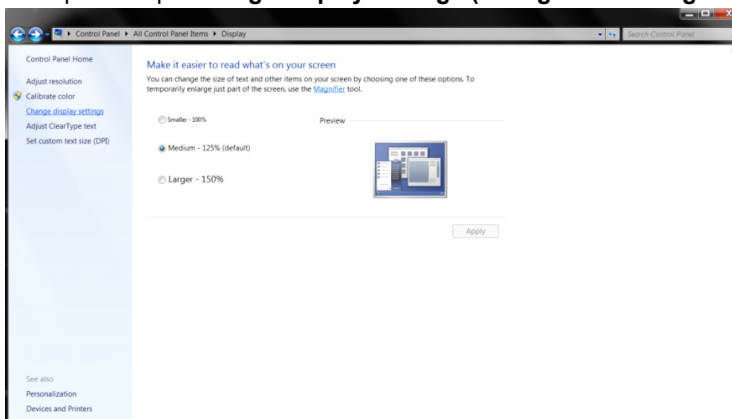 Control Panel ▸ All Control Panel Items ▸ Display
Search Control Panel
Control Panel Home
Adjust resolution
Calibrate color
Change display settings
Adjust ClearType text
Set custom text size (DPI)
Make it easier to read what's on your screen
You can change the size of text and other items on your screen by choosing one of these options. To
temporarily enlarge just part of the screen, use the Magnifier tool.
Smaller - 100%
Preview
Medium - 125% (default)
Larger - 150%
Apply
See also
Personalization
Devices and Printers